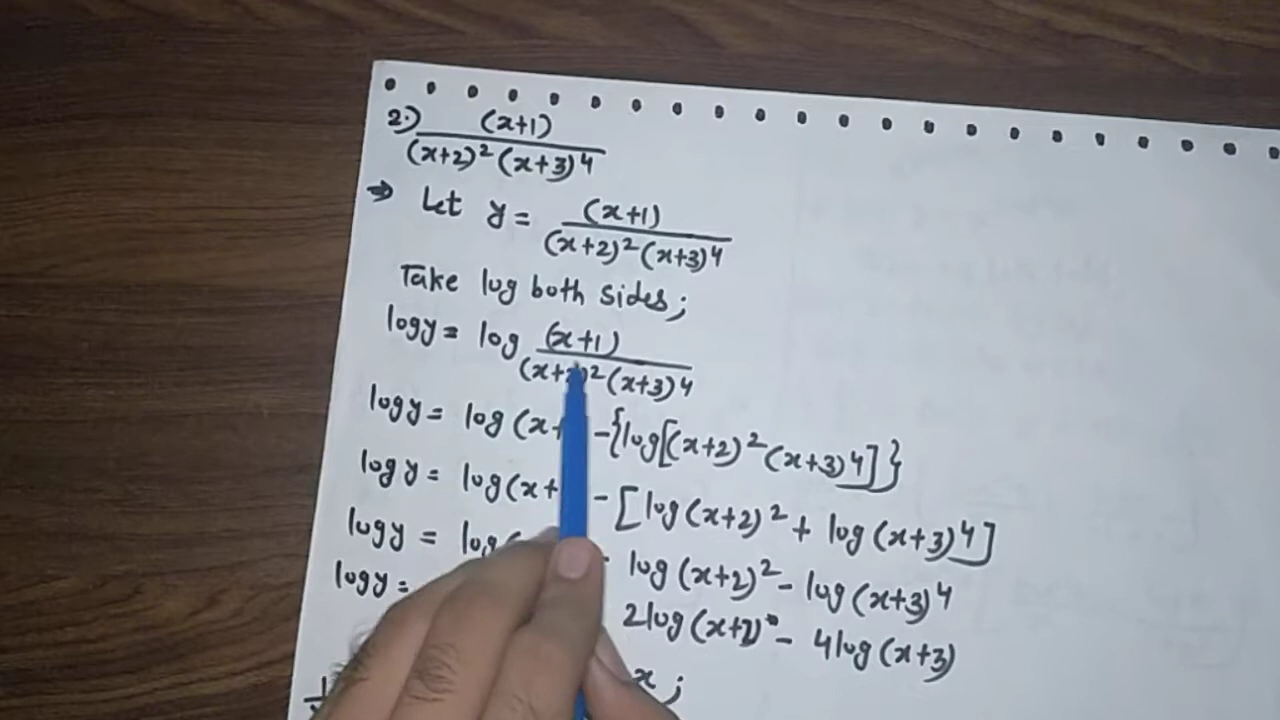 2.) (x+1)
(x+2)² (x+3)⁴
⇒ Let y = (x+1)
(x+2)² (x+3)⁴
Take log both sides;
logy = log (x+1)
(x+2)² (x+3)⁴
logy = log (x+ -{log[(x+2)² (x+3)⁴]}
logy = log(x+ - [log(x+2)² + log(x+3)⁴]
logy = log( - log(x+2)² - log(x+3)⁴
logy = 2log(x+2) - 4log(x+3)
x;